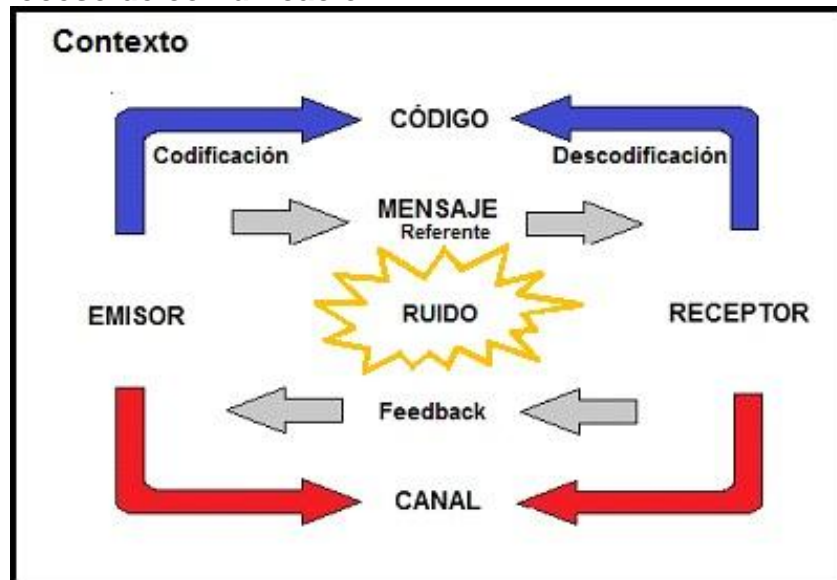 Contexto
CÓDIGO
Codificación
Descodificación
MENSAJE
Referente
EMISOR
RUIDO
RECEPTOR
Feedback
CANAL